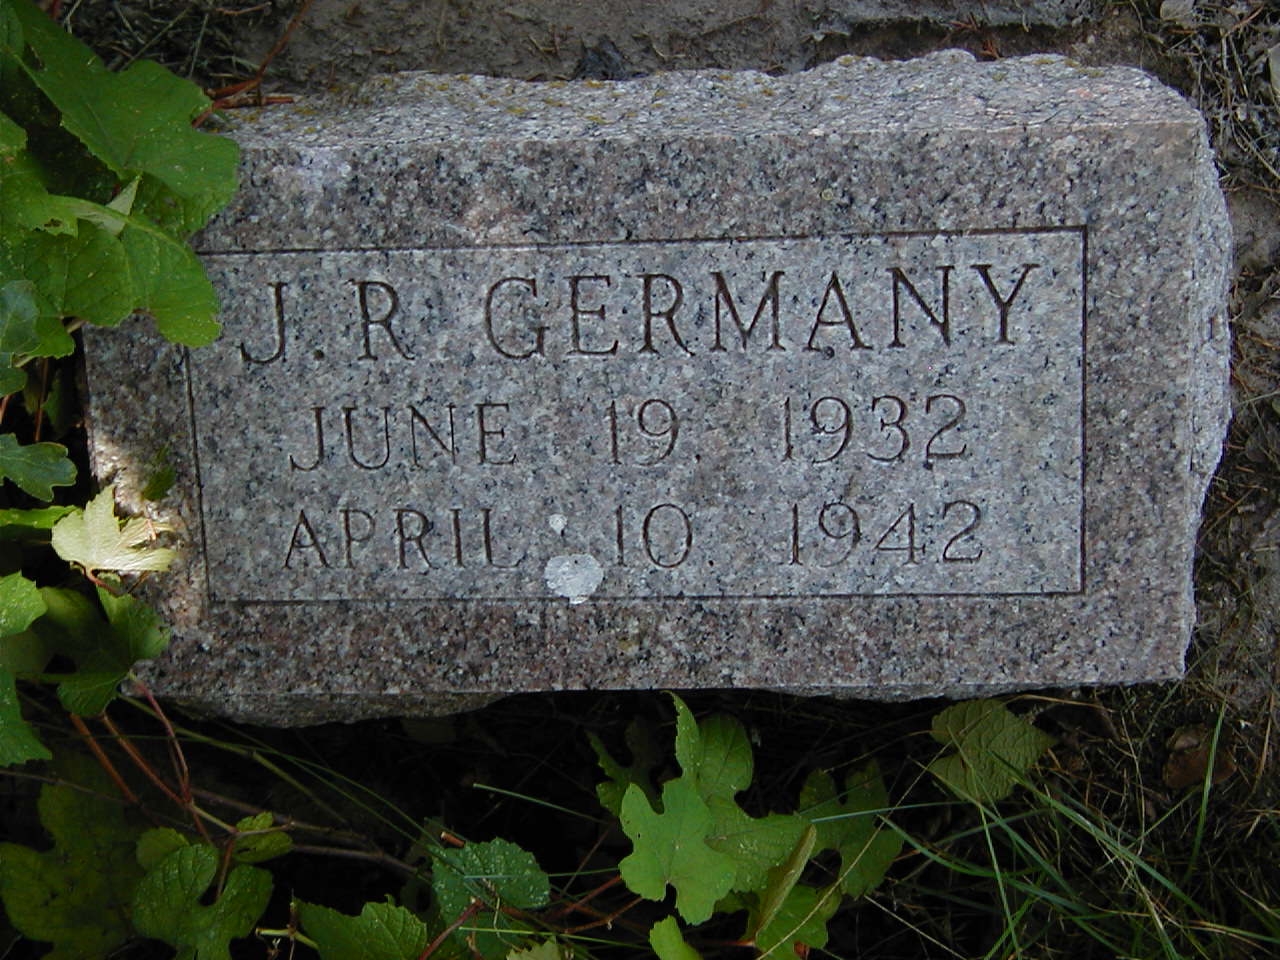 J.R GERMANY
JUNE 19. 1932
APRIL 10 1942